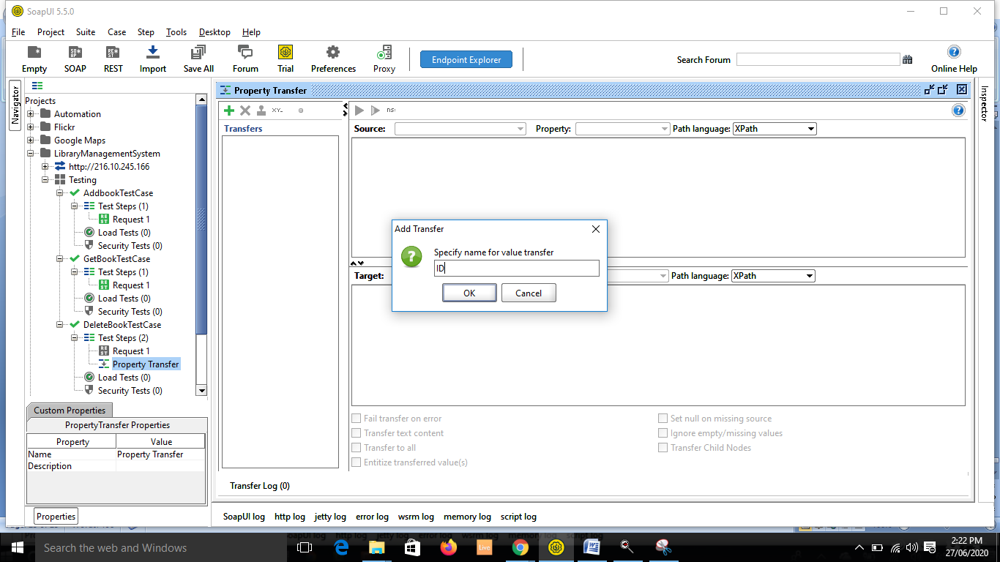 SoapUI 5.5.0
File Project Suite Case Step Tools Desktop Help
Empty SOAP REST Import Save All Forum Trial Preferences Proxy Endpoint Explorer Search Forum Online Help
Navigator
Projects
Automation
Flickr
Google Maps
LibraryManagementSystem
http://216.10.245.166
Testing
AddbookTestCase
Test Steps (1)
Request 1
Load Tests (0)
Security Tests (0)
GetBookTestCase
Test Steps (1)
Request 1
Load Tests (0)
Security Tests (0)
DeleteBookTestCase
Test Steps (2)
Request 1
Property Transfer
Load Tests (0)
Security Tests (0)
Custom Properties
PropertyTransfer Properties
Property Value
Name Property Transfer
Description
Properties
Property Transfer
ns:
Transfers
Source: Property: Path language: XPath
Add Transfer
Specify name for value transfer
ID
OK Cancel
Target: Path language: XPath
Fail transfer on error Set null on missing source
Transfer text content Ignore empty/missing values
Transfer to all Transfer Child Nodes
Entitize transferred value(s)
Transfer Log (0)
SoapUI log http log jetty log error log wsrm log memory log script log
Inspector
Search the web and Windows
Live
2:22 PM
27/06/2020